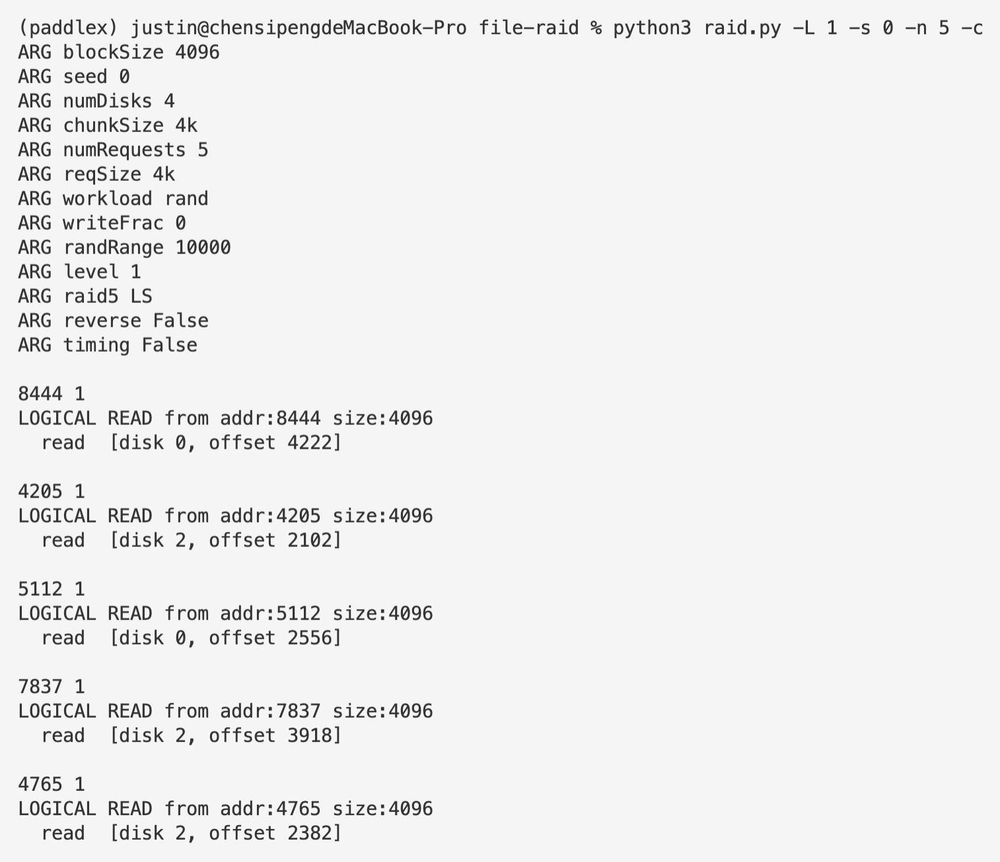 (paddlex) justin@chensipengdeMacBook-Pro file-raid % python3 raid.py -L 1 -s 0 -n 5 -c
ARG blockSize 4096
ARG seed 0
ARG numDisks 4
ARG chunkSize 4k
ARG numRequests 5
ARG reqSize 4k
ARG workload rand
ARG writeFrac 0
ARG randRange 10000
ARG level 1
ARG raid5 LS
ARG reverse False
ARG timing False

8444 1
LOGICAL READ from addr:8444 size:4096
  read  [disk 0, offset 4222]

4205 1
LOGICAL READ from addr:4205 size:4096
  read  [disk 2, offset 2102]

5112 1
LOGICAL READ from addr:5112 size:4096
  read  [disk 0, offset 2556]

7837 1
LOGICAL READ from addr:7837 size:4096
  read  [disk 2, offset 3918]

4765 1
LOGICAL READ from addr:4765 size:4096
  read  [disk 2, offset 2382]